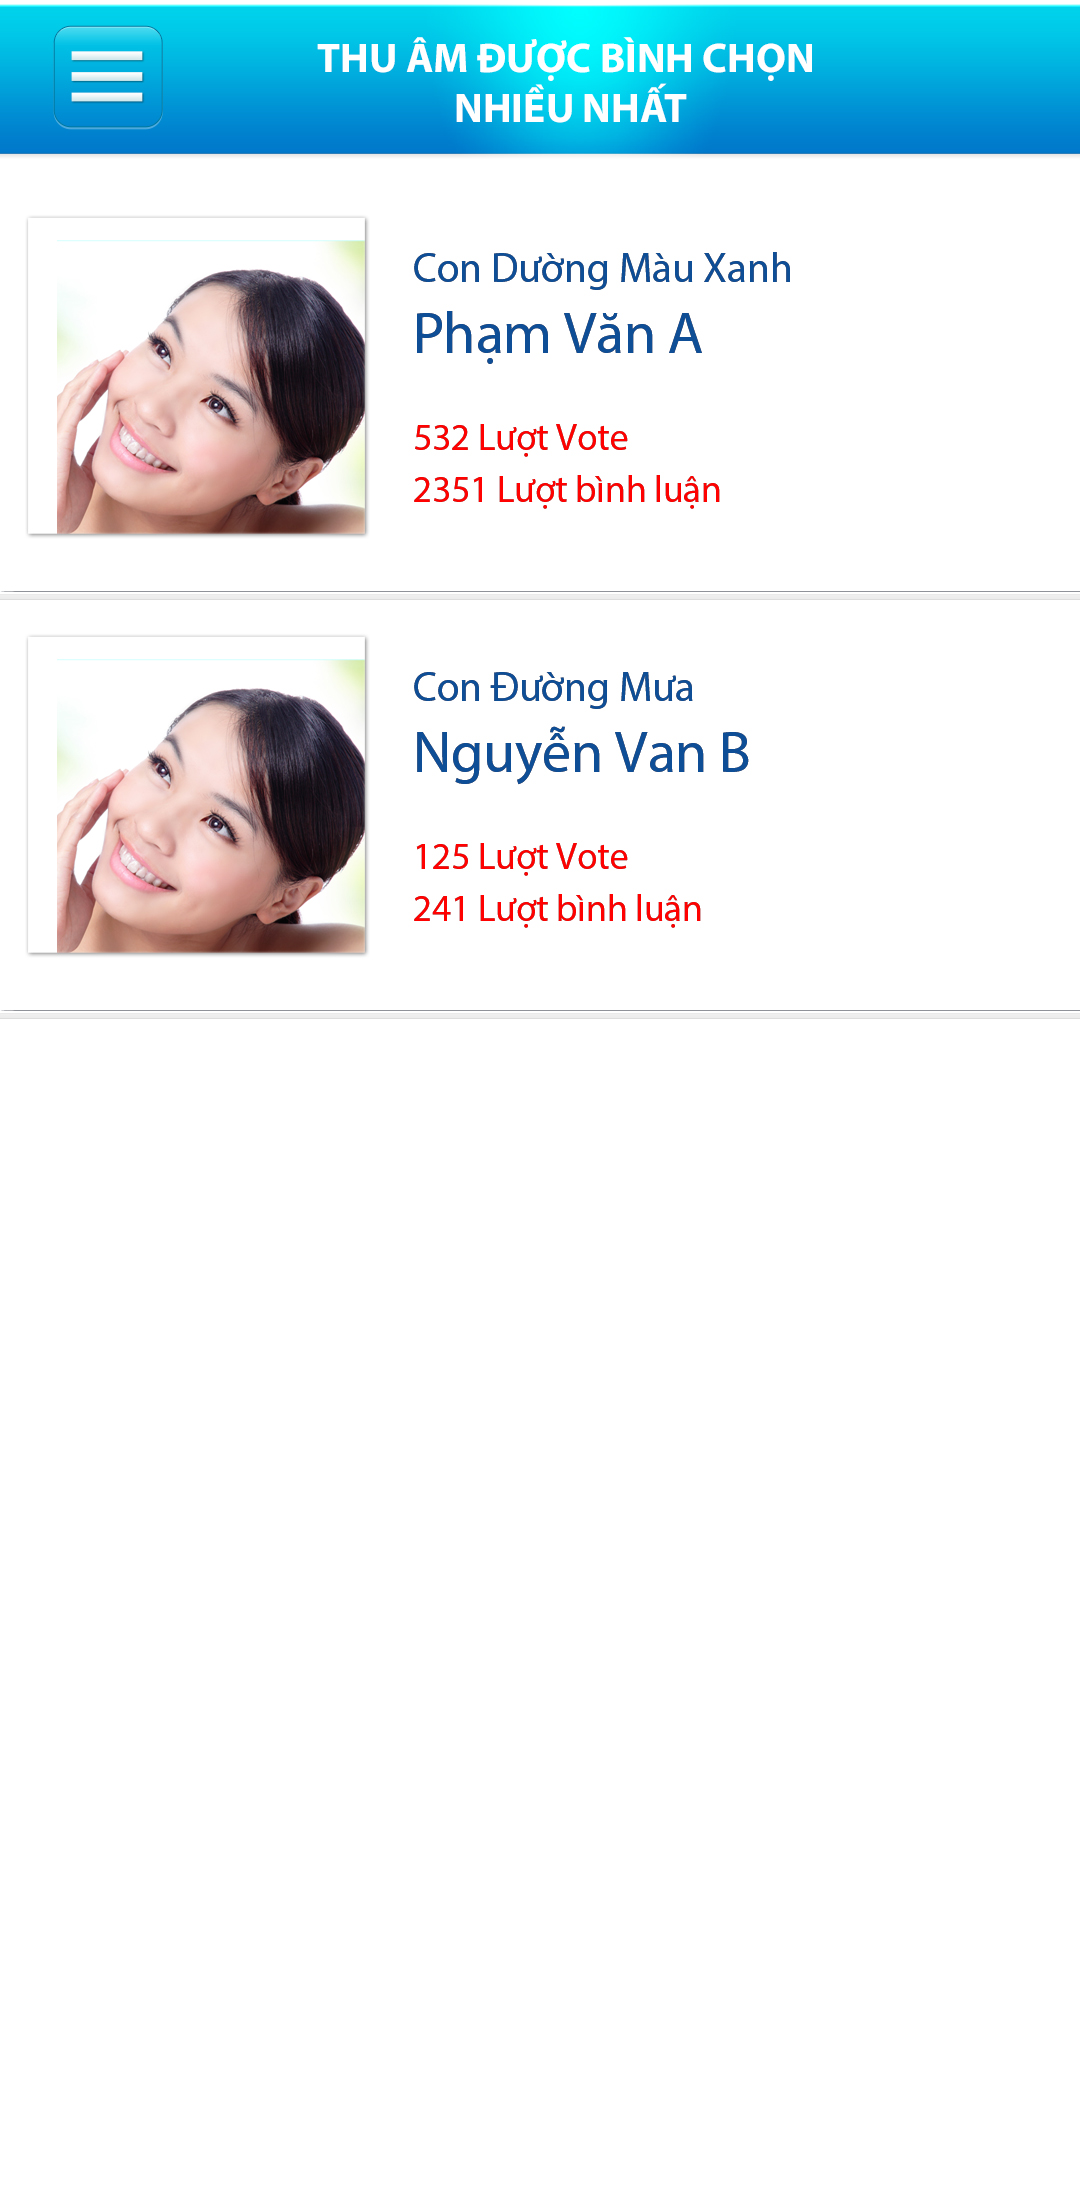 THU ÂM ĐƯỢC BÌNH CHỌN
NHIỀU NHẤT
Con Dường Màu Xanh
Phạm Văn A
532 Lượt Vote
2351 Lượt bình luận
Con Đường Mưa
Nguyễn Van B
125 Lượt Vote
241 Lượt bình luận